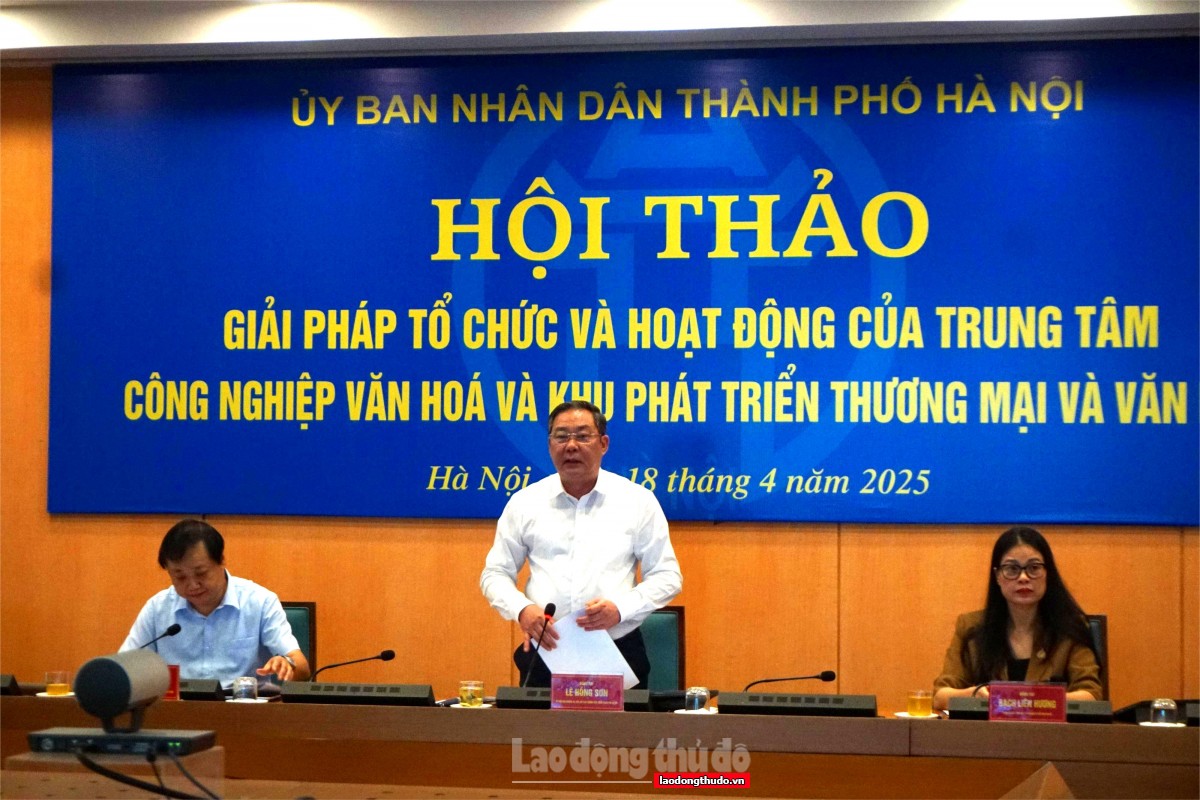 ỦY BAN NHÂN DÂN THÀNH PHỐ HÀ NỘI
HỘI THẢO
GIẢI PHÁP TỔ CHỨC VÀ HOẠT ĐỘNG CỦA TRUNG TÂM
CÔNG NGHIỆP VĂN HOÁ VÀ KHU PHÁT TRIỂN THƯƠNG MẠI VÀ VĂN
Hà Nội, 18 tháng 4 năm 2025
LÊ HỒNG SƠN
BẠCH LIÊN HƯƠNG
Lao động thủ đô
laodongthudo.vn